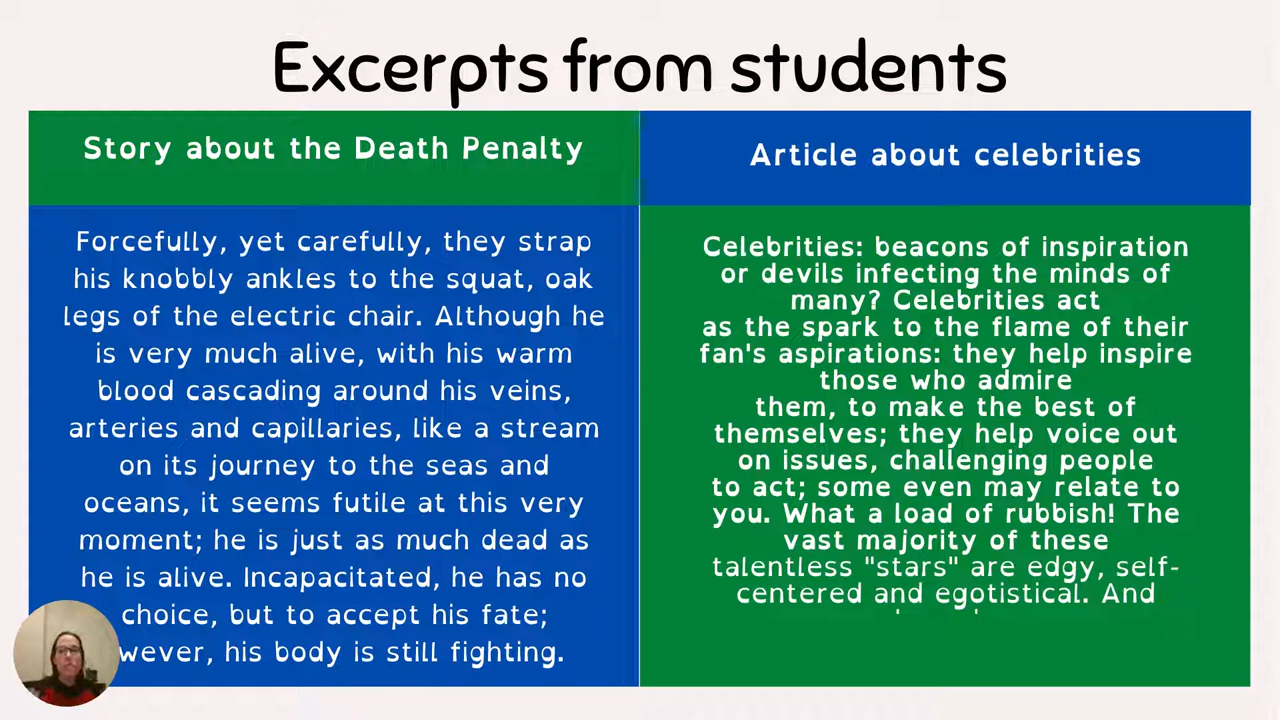 Excerpts from students
Story about the Death Penalty
Forcefully, yet carefully, they strap
his knobbly ankles to the squat, oak
legs of the electric chair. Although he
is very much alive, with his warm
blood cascading around his veins,
arteries and capillaries, like a stream
on its journey to the seas and
oceans, it seems futile at this very
moment; he is just as much dead as
he is alive. Incapacitated, he has no
choice, but to accept his fate;
wever, his body is still fighting.
Article about celebrities
Celebrities: beacons of inspiration
or devils infecting the minds of
many? Celebrities act
as the spark to the flame of their
fan's aspirations: they help inspire
those who admire
them, to make the best of
themselves; they help voice out
on issues, challenging people
to act; some even may relate to
you. What a load of rubbish! The
vast majority of these
talentless "stars" are edgy, self-
centered and egotistical. And